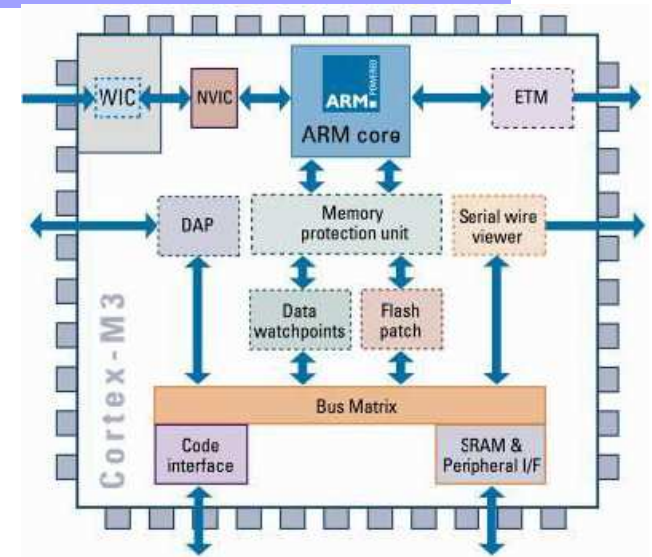 WIC
NVIC
ARM
POWERED
ARM core
ETM
DAP
Memory
protection unit
Serial wire
viewer
Data
watchpoints
Flash
patch
Cortex-M3
Bus Matrix
Code
interface
SRAM &
Peripheral I/F